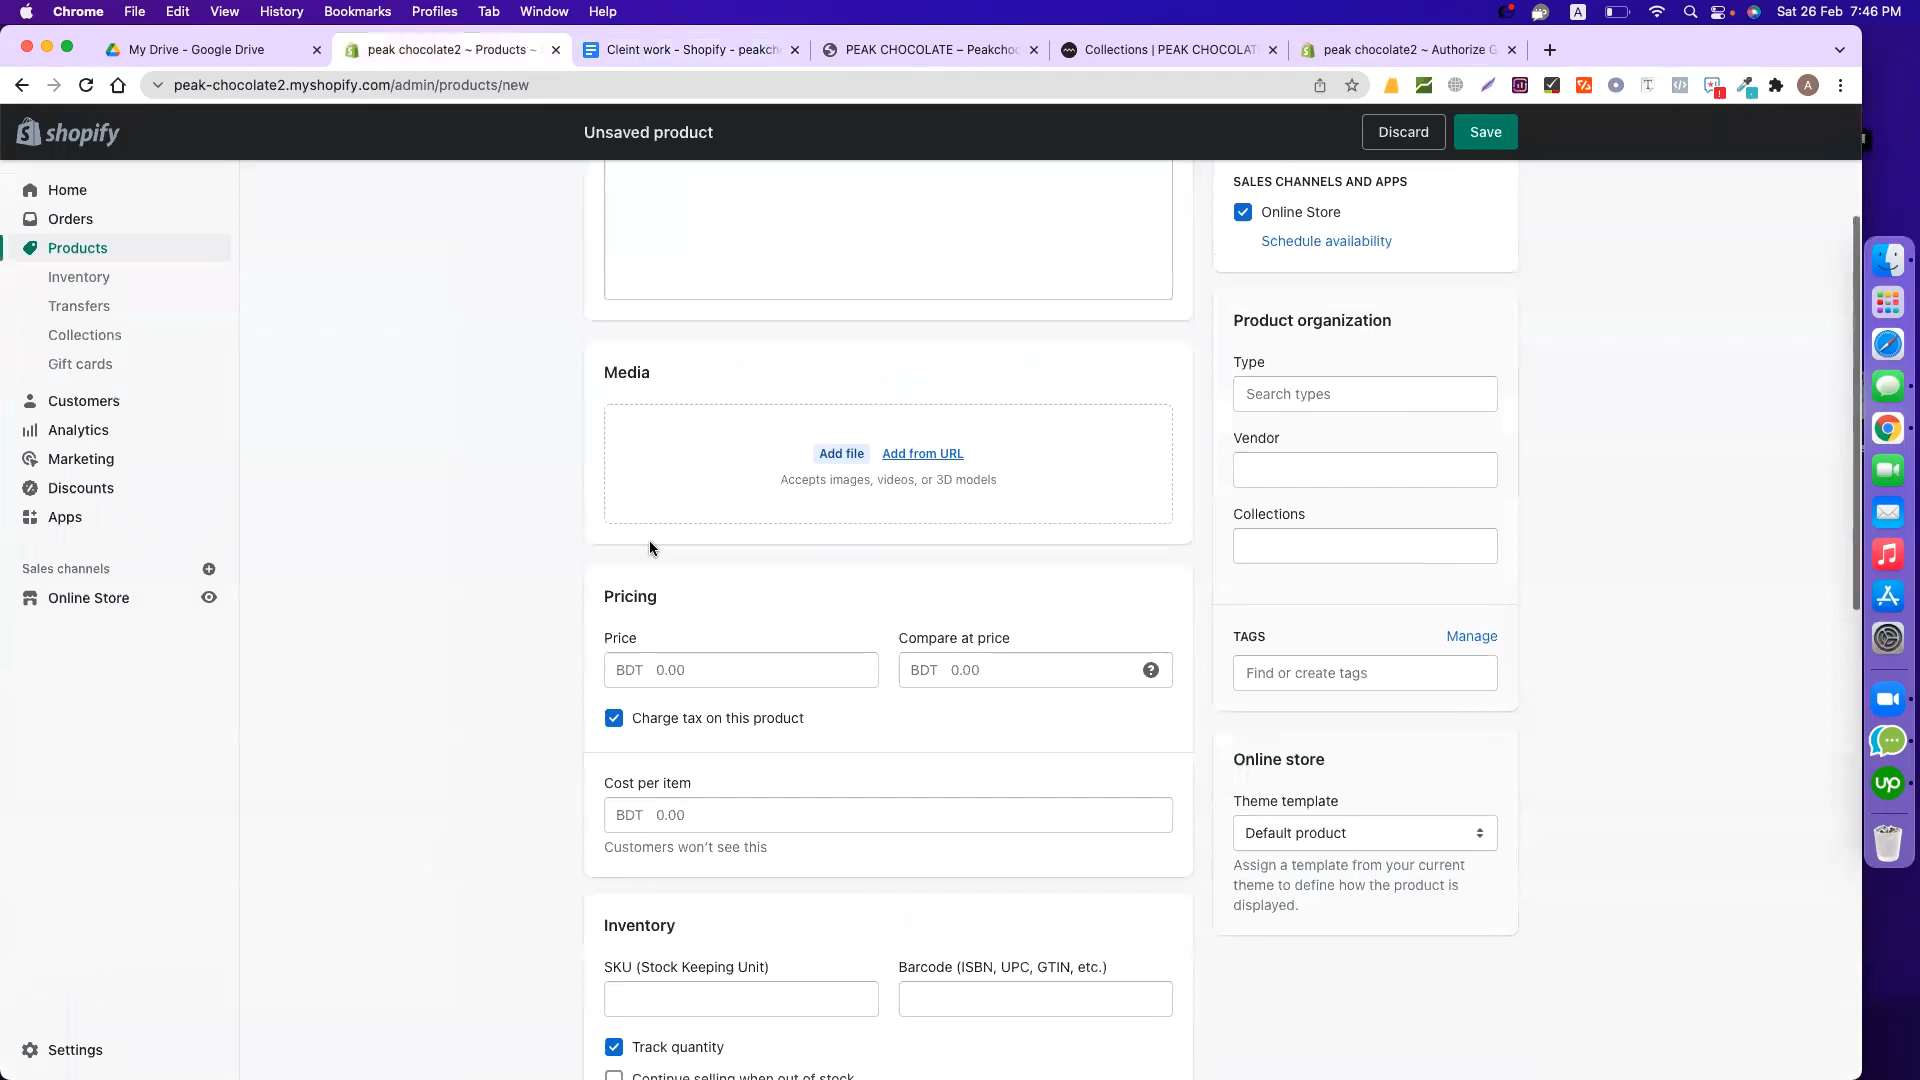 Chrome File Edit View History Bookmarks Profiles Tab Window Help
A
Sat 26 Feb 7:46 PM
My Drive - Google Drive
peak chocolate2 ~ Products ~
Cleint work - Shopify - peakch
PEAK CHOCOLATE – Peakchoc
Collections | PEAK CHOCOLAT
peak chocolate2 ~ Authorize G
peak-chocolate2.myshopify.com/admin/products/new
A
shopify
Unsaved product
Discard
Save
Home
Orders
Products
Inventory
Transfers
Collections
Gift cards
Customers
Analytics
Marketing
Discounts
Apps
Sales channels
Online Store
Settings
Media
Add file Add from URL
Accepts images, videos, or 3D models
Pricing
Price
BDT 0.00
Compare at price
BDT 0.00
Charge tax on this product
Cost per item
BDT 0.00
Customers won't see this
Inventory
SKU (Stock Keeping Unit)
Barcode (ISBN, UPC, GTIN, etc.)
Track quantity
Continue selling when out of stock
SALES CHANNELS AND APPS
Online Store
Schedule availability
Product organization
Type
Search types
Vendor
Collections
TAGS
Manage
Find or create tags
Online store
Theme template
Default product
Assign a template from your current
theme to define how the product is
displayed.
up